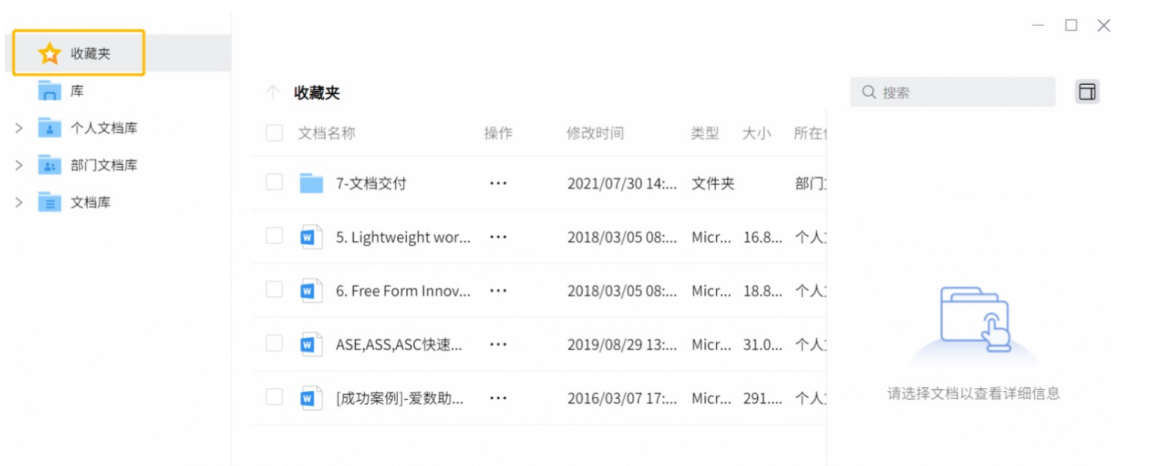 收藏夹
库
个人文档库
部门文档库
文档库
收藏夹
搜索
文档名称 操作 修改时间 类型 大小 所在
7-文档交付 ... 2021/07/30 14:... 文件夹 部门
5. Lightweight wor... ... 2018/03/05 08:... Micr... 16.8... 个人
6. Free Form Innov... ... 2018/03/05 08:... Micr... 18.8... 个人
ASE,ASS,ASC快速... ... 2019/08/29 13:... Micr... 31.0... 个人
[成功案例]-爱数助... ... 2016/03/07 17:... Micr... 291.... 个人
请选择文档以查看详细信息